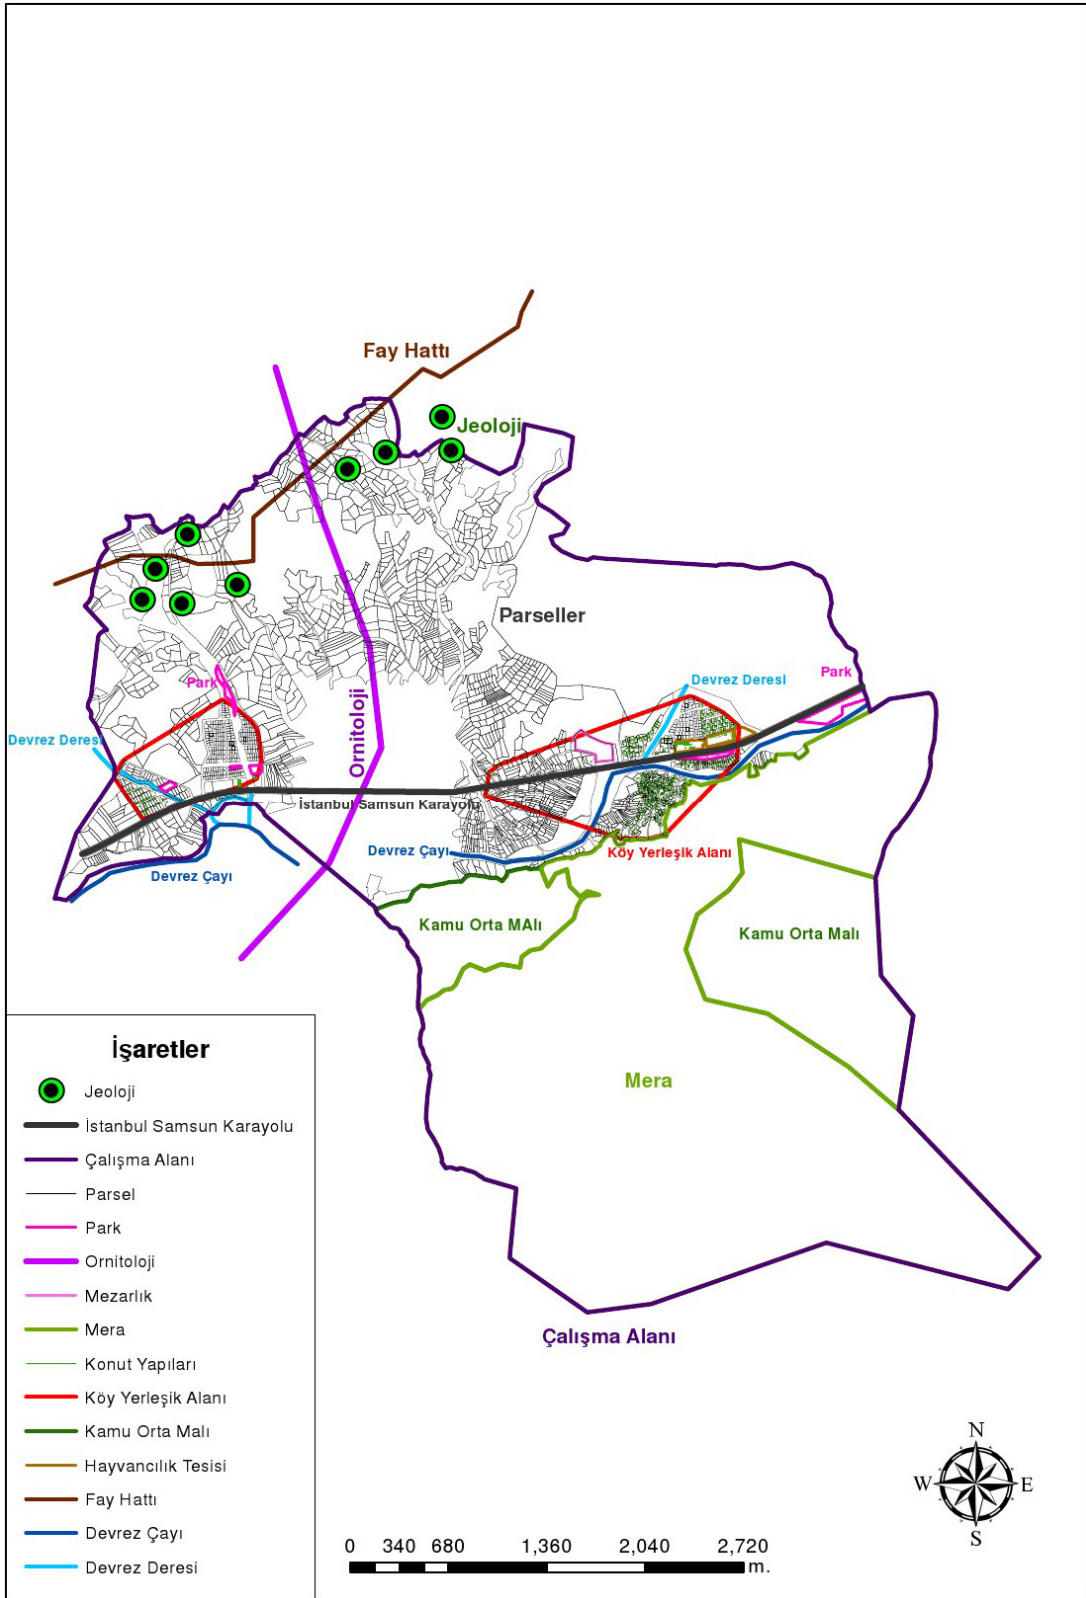 Fay Hattı
Jeoloji
Parseller
Park
Devrez Deresi
Park
Devrez Deresi
Ornitoloji
İstanbul Samsun Karayolu
Devrez Çayı
Köy Yerleşik Alanı
Devrez Çayı
Kamu Orta MAlı
Kamu Orta Malı
Mera
Çalışma Alanı
İşaretler
Jeoloji
İstanbul Samsun Karayolu
Çalışma Alanı
Parsel
Park
Ornitoloji
Mezarlık
Mera
Konut Yapıları
Köy Yerleşik Alanı
Kamu Orta Malı
Hayvancılık Tesisi
Fay Hattı
Devrez Çayı
Devrez Deresi
N
W E
S
0 340 680 1,360 2,040 2,720
m.